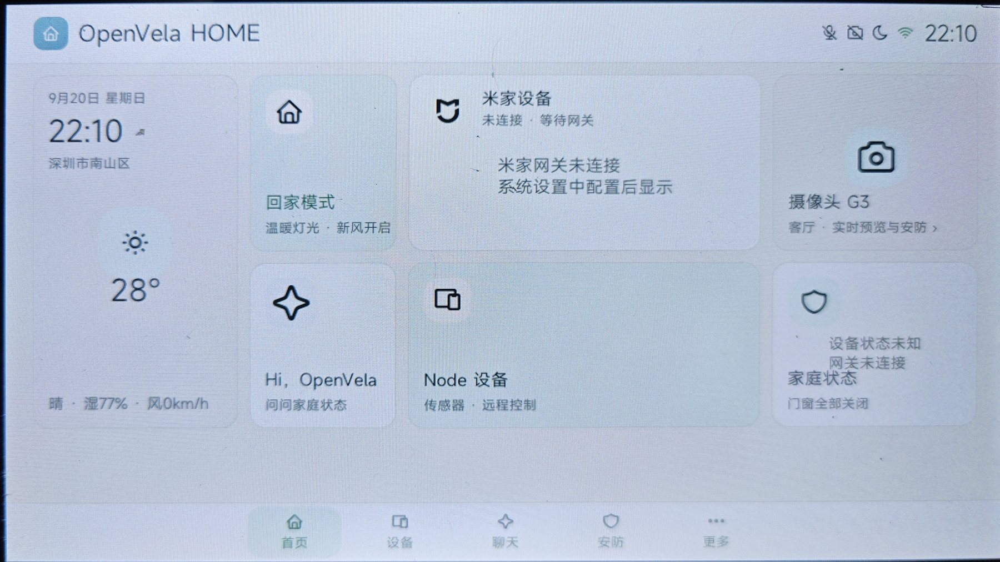 OpenVela HOME
22:10
9月20日 星期日
22:10
深圳市南山区
28°
晴 · 湿77% · 风0km/h
回家模式
温暖灯光 · 新风开启
米家设备
未连接 · 等待网关
米家网关未连接
系统设置中配置后显示
摄像头 G3
客厅 · 实时预览与安防 ›
Hi, OpenVela
问问家庭状态
Node 设备
传感器 · 远程控制
设备状态未知
网关未连接
家庭状态
门窗全部关闭
首页
设备
聊天
安防
更多